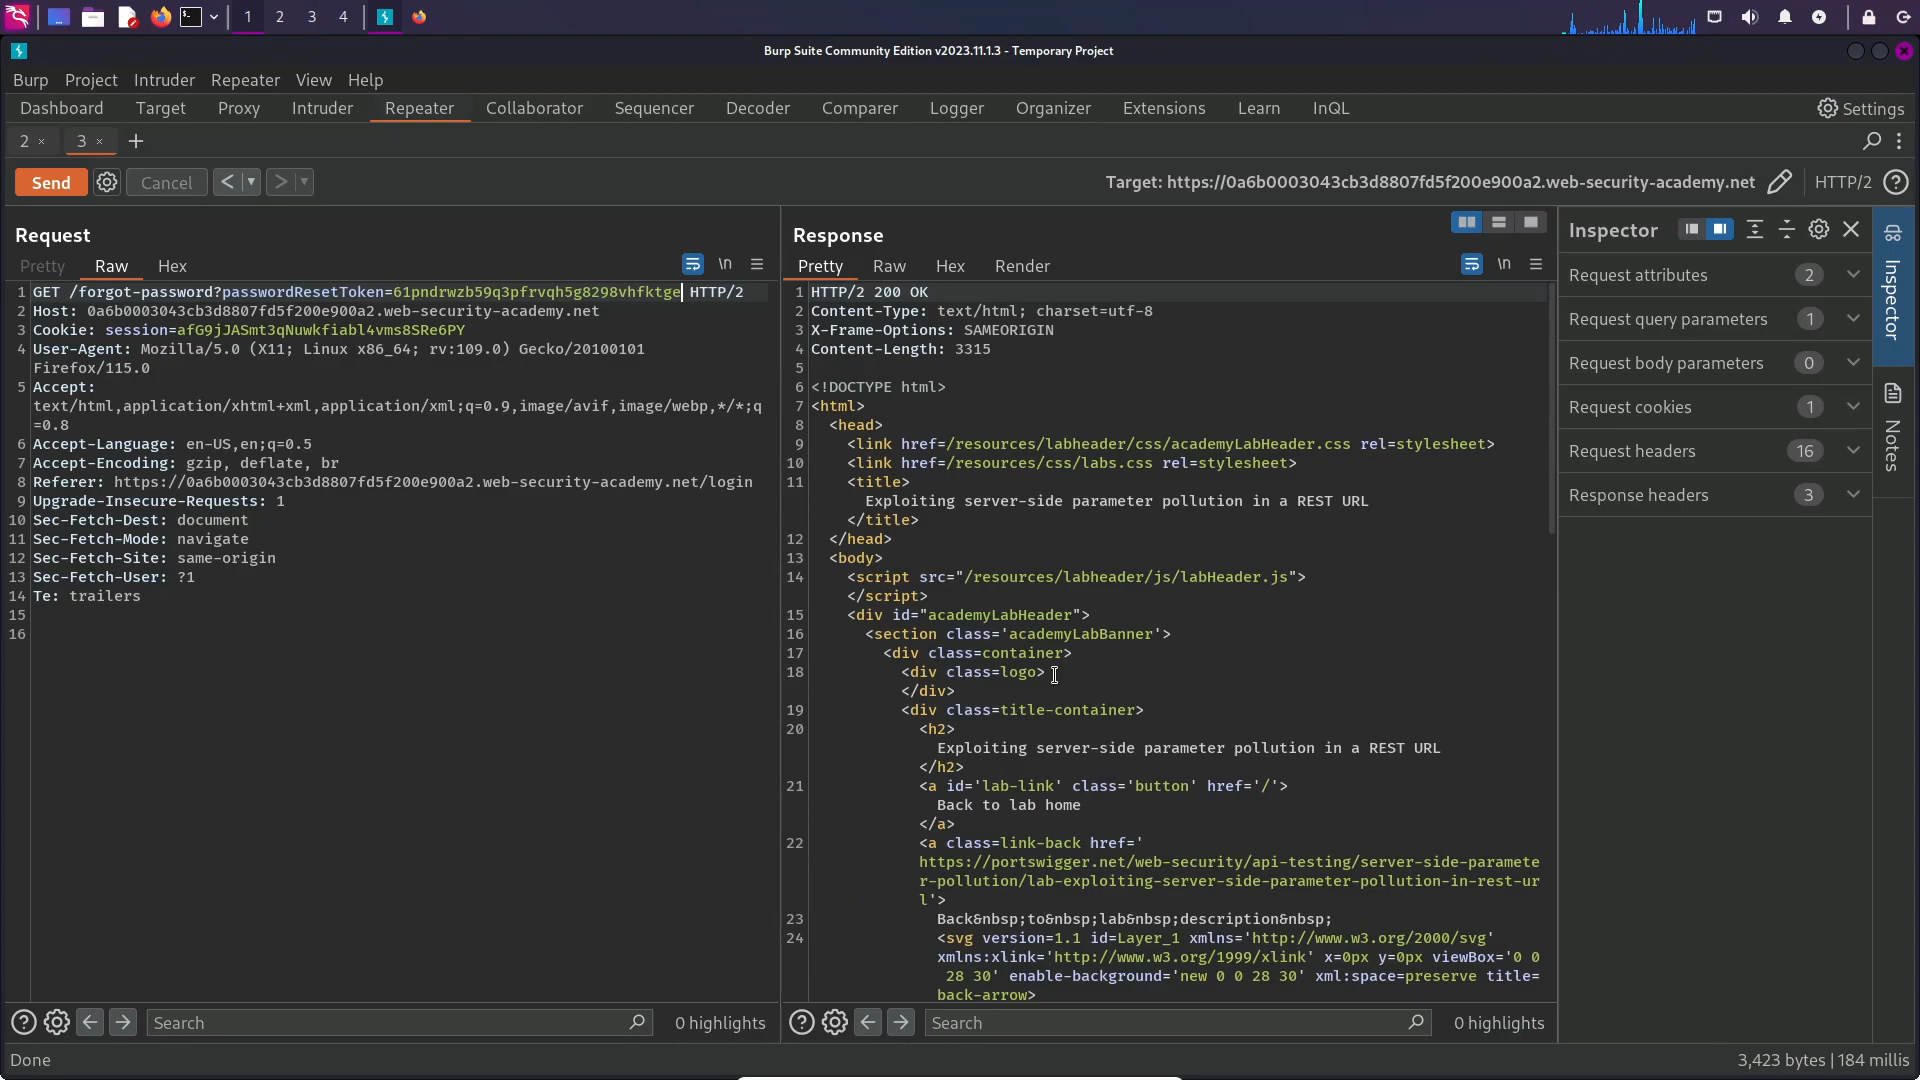 1
2
3
4
Burp Suite Community Edition v2023.11.1.3 - Temporary Project
Burp Project Intruder Repeater View Help
Dashboard Target Proxy Intruder Repeater Collaborator Sequencer Decoder Comparer Logger Organizer Extensions Learn InQL Settings
2 × 3 × +
Send Cancel < > Target: https://0a6b0003043cb3d8807fd5f200e900a2.web-security-academy.net HTTP/2
Request
Pretty Raw Hex \n
1 GET /forgot-password?passwordResetToken=61pndrwzb59q3pfrvqh5g8298vhfktge HTTP/2
2 Host: 0a6b0003043cb3d8807fd5f200e900a2.web-security-academy.net
3 Cookie: session=afG9jJASmt3qNuwkfiabl4vms8SRe6PY
4 User-Agent: Mozilla/5.0 (X11; Linux x86_64; rv:109.0) Gecko/20100101
Firefox/115.0
5 Accept:
text/html,application/xhtml+xml,application/xml;q=0.9,image/avif,image/webp,*/*;q
=0.8
6 Accept-Language: en-US,en;q=0.5
7 Accept-Encoding: gzip, deflate, br
8 Referer: https://0a6b0003043cb3d8807fd5f200e900a2.web-security-academy.net/login
9 Upgrade-Insecure-Requests: 1
10 Sec-Fetch-Dest: document
11 Sec-Fetch-Mode: navigate
12 Sec-Fetch-Site: same-origin
13 Sec-Fetch-User: ?1
14 Te: trailers
15
16
Search 0 highlights
Response
Pretty Raw Hex Render \n
1 HTTP/2 200 OK
2 Content-Type: text/html; charset=utf-8
3 X-Frame-Options: SAMEORIGIN
4 Content-Length: 3315
5
6 <!DOCTYPE html>
7 <html>
8 <head>
9 <link href=/resources/labheader/css/academyLabHeader.css rel=stylesheet>
10 <link href=/resources/css/labs.css rel=stylesheet>
11 <title>
Exploiting server-side parameter pollution in a REST URL
</title>
12 </head>
13 <body>
14 <script src="/resources/labheader/js/labHeader.js">
</script>
15 <div id="academyLabHeader">
16 <section class='academyLabBanner'>
17 <div class=container>
18 <div class=logo>
</div>
19 <div class=title-container>
20 <h2>
Exploiting server-side parameter pollution in a REST URL
</h2>
21 <a id='lab-link' class='button' href='/'>
Back to lab home
</a>
22 <a class=link-back href='
https://portswigger.net/web-security/api-testing/server-side-paramete
r-pollution/lab-exploiting-server-side-parameter-pollution-in-rest-ur
l'>
23 Back&nbsp;to&nbsp;lab&nbsp;description&nbsp;
24 <svg version=1.1 id=Layer_1 xmlns='http://www.w3.org/2000/svg'
xmlns:xlink='http://www.w3.org/1999/xlink' x=0px y=0px viewBox='0 0
28 30' enable-background='new 0 0 28 30' xml:space=preserve title=
back-arrow>
Search 0 highlights
Inspector
Request attributes 2
Request query parameters 1
Request body parameters 0
Request cookies 1
Request headers 16
Response headers 3
Inspector
Notes
Done
3,423 bytes | 184 millis